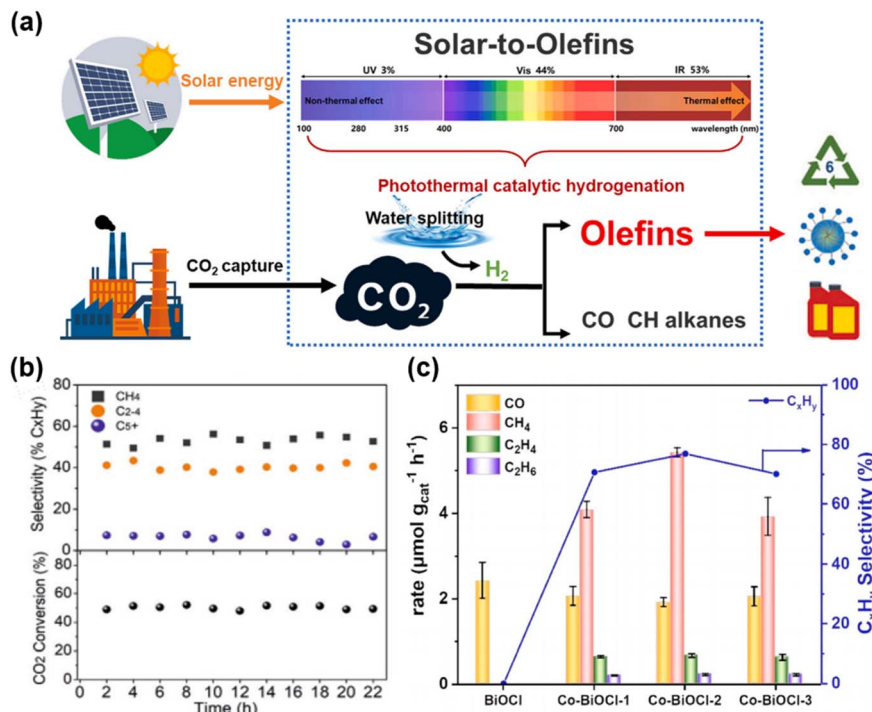 (a)
Solar-to-Olefins
UV 3%
Vis 44%
IR 53%
Solar energy
Non-thermal effect
Thermal effect
100 280 315 400 700 wavelength (nm)
Photothermal catalytic hydrogenation
6
Water splitting
Olefins
H2
CO2 capture
CO2
CO CH alkanes
(b)
80
CH4
C2-4
C5+
60
40
20
0
Selectivity (% CxHy)
80
60
40
20
0
CO2 Conversion (%)
2 4 6 8 10 12 14 16 18 20 22
Time (h)
(c)
CO
CH4
C2H4
C2H6
CxHy
6
4
2
0
rate (μmol gcat-1 h-1)
100
80
60
40
20
0
CxHy Selectivity (%)
BiOCl Co-BiOCl-1 Co-BiOCl-2 Co-BiOCl-3